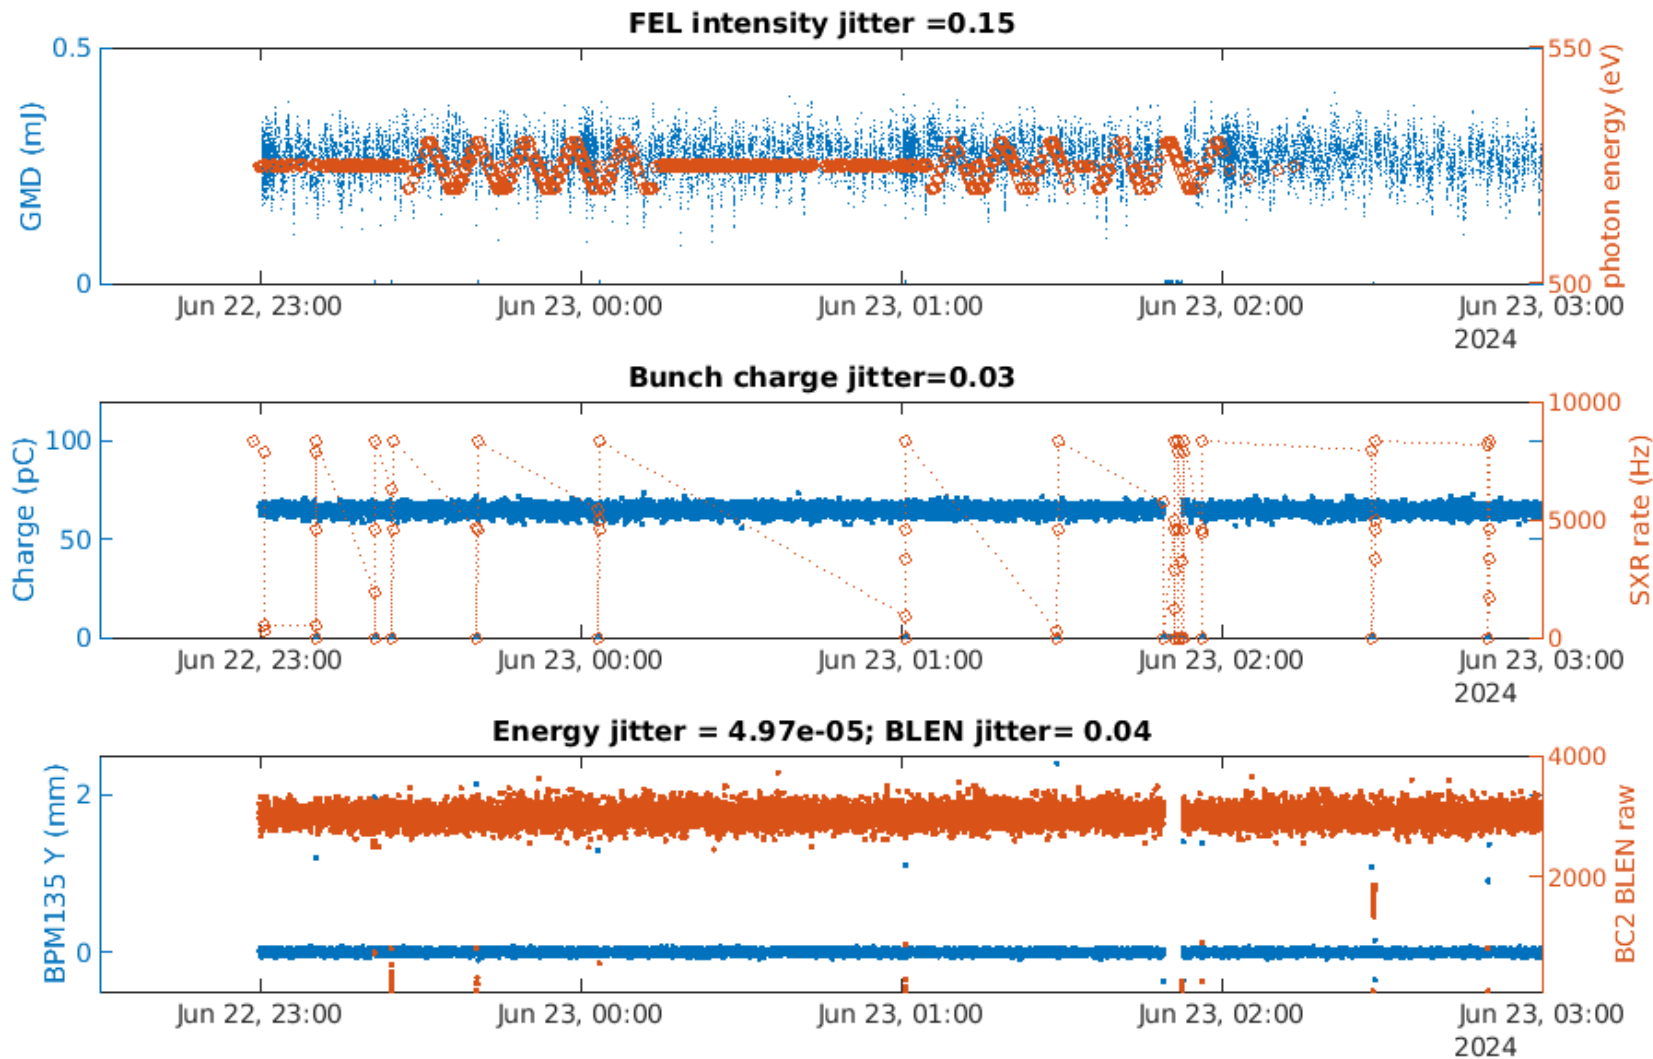 FEL intensity jitter =0.15
0.5
550
GMD (mJ)
photon energy (eV)
0
500
Jun 22, 23:00 Jun 23, 00:00 Jun 23, 01:00 Jun 23, 02:00 Jun 23, 03:00
2024
Bunch charge jitter=0.03
10000
100
Charge (pC)
SXR rate (Hz)
5000
50
0
0
Jun 22, 23:00 Jun 23, 00:00 Jun 23, 01:00 Jun 23, 02:00 Jun 23, 03:00
2024
Energy jitter = 4.97e-05; BLEN jitter= 0.04
4000
2
BPM135 Y (mm)
BC2 BLEN raw
2000
0
Jun 22, 23:00 Jun 23, 00:00 Jun 23, 01:00 Jun 23, 02:00 Jun 23, 03:00
2024